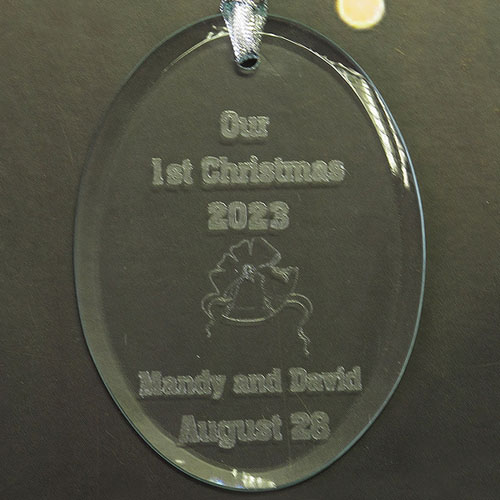 Our
1st Christmas
2023
Mandy and David
August 28